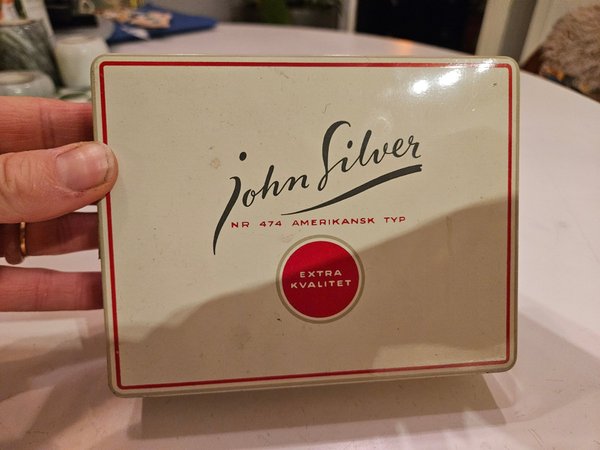 John Silver
NR 474 AMERIKANSK TYP
EXTRA
KVALITET